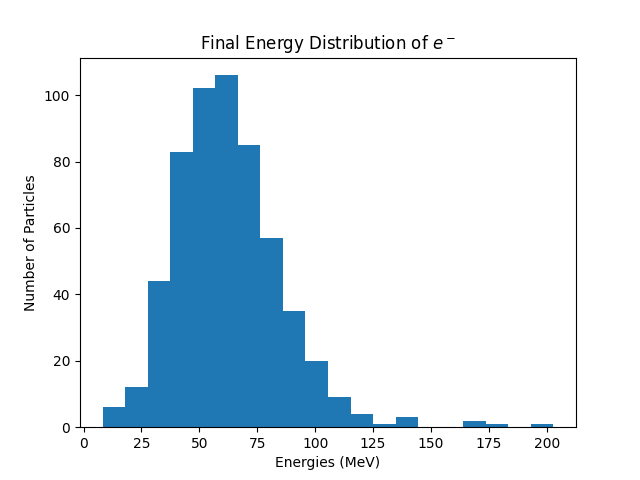 Final Energy Distribution of e⁻
100
80
60
40
20
0
Number of Particles
0 25 50 75 100 125 150 175 200
Energies (MeV)